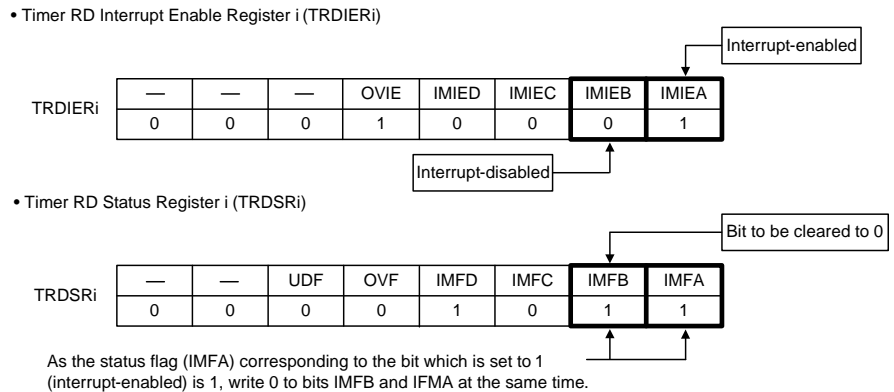 • Timer RD Interrupt Enable Register i (TRDIERi)
Interrupt-enabled
TRDIERi
— — — OVIE IMIED IMIEC IMIEB IMIEA
0 0 0 1 0 0 0 1
Interrupt-disabled
• Timer RD Status Register i (TRDSRi)
Bit to be cleared to 0
TRDSRi
— — UDF OVF IMFD IMFC IMFB IMFA
0 0 0 0 1 0 1 1
As the status flag (IMFA) corresponding to the bit which is set to 1
(interrupt-enabled) is 1, write 0 to bits IMFB and IFMA at the same time.